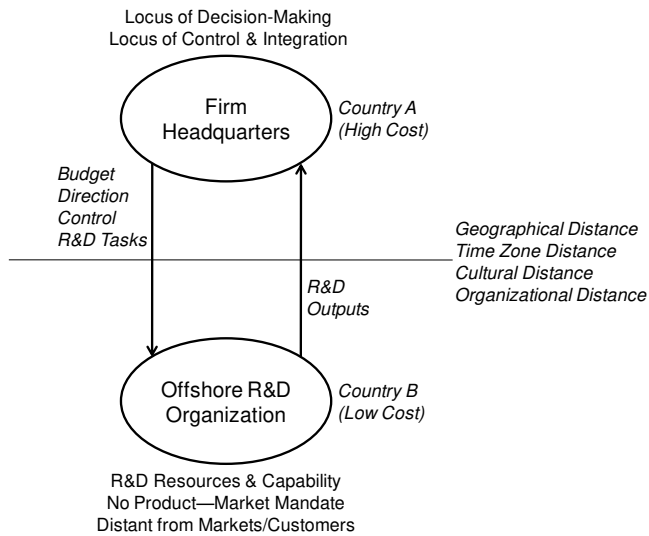 Locus of Decision-Making
Locus of Control & Integration
Firm
Headquarters
Country A
(High Cost)
Budget
Direction
Control
R&D Tasks
Geographical Distance
Time Zone Distance
Cultural Distance
Organizational Distance
R&D
Outputs
Offshore R&D
Organization
Country B
(Low Cost)
R&D Resources & Capability
No Product—Market Mandate
Distant from Markets/Customers